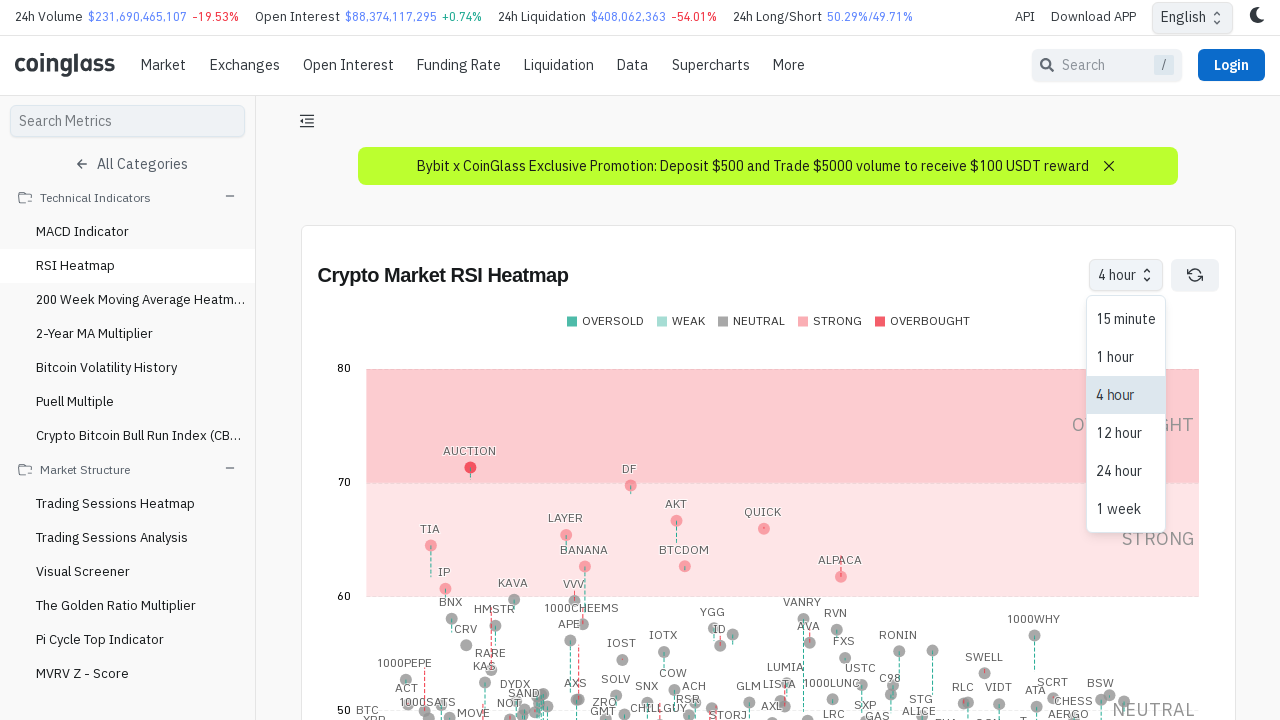 24h Volume $231,690,465,107 -19.53% Open Interest $88,374,117,295 +0.74% 24h Liquidation $408,062,363 -54.01% 24h Long/Short 50.29%/49.71% API Download APP English
coinglass Market Exchanges Open Interest Funding Rate Liquidation Data Supercharts More Search / Login
Search Metrics
All Categories
Technical Indicators
MACD Indicator
RSI Heatmap
200 Week Moving Average Heatm...
2-Year MA Multiplier
Bitcoin Volatility History
Puell Multiple
Crypto Bitcoin Bull Run Index (CB...
Market Structure
Trading Sessions Heatmap
Trading Sessions Analysis
Visual Screener
The Golden Ratio Multiplier
Pi Cycle Top Indicator
MVRV Z - Score
Bybit x CoinGlass Exclusive Promotion: Deposit $500 and Trade $5000 volume to receive $100 USDT reward
Crypto Market RSI Heatmap
4 hour
15 minute
1 hour
4 hour
12 hour
24 hour
1 week
OVERSOLD WEAK NEUTRAL STRONG OVERBOUGHT
80
70
60
50
STRONG
NEUTRAL
AUCTION
DF
AKT
QUICK
LAYER
TIA
BANANA
BTCDOM
ALPACA
IP
KAVA
VVV
BNX
HMSTR
1000CHEEMS
VANRY
YGG
RVN
1000WHY
CRV
APE
ID
AVA
IOTX
RONIN
IOST
FXS
RARE
1000PEPE
KAS
SWELL
LUMIA
USTC
COW
SOLV
C98
ACT
DYDX
AXS
SNX
ACH
GLM
LISTA
1000LUNC
RLC
VIDT
ATA
SCRT
BSW
1000SATS
NOT
SAND
ZRO
RSR
CHESS
STG
BTC
MOVE
GMT
CHILLGUY
STORJ
AXL
LRC
SXP
GAS
ALICE
AERGO
XRP